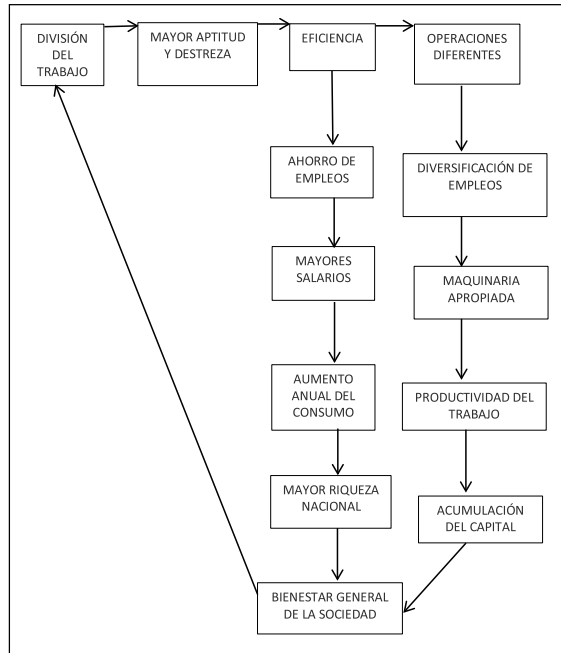 DIVISIÓN
DEL
TRABAJO
MAYOR APTITUD
Y DESTREZA
EFICIENCIA
OPERACIONES
DIFERENTES
AHORRO DE
EMPLEOS
DIVERSIFICACIÓN DE
EMPLEOS
MAYORES
SALARIOS
MAQUINARIA
APROPIADA
AUMENTO
ANUAL DEL
CONSUMO
PRODUCTIVIDAD DEL
TRABAJO
MAYOR RIQUEZA
NACIONAL
ACUMULACIÓN
DEL CAPITAL
BIENESTAR GENERAL
DE LA SOCIEDAD